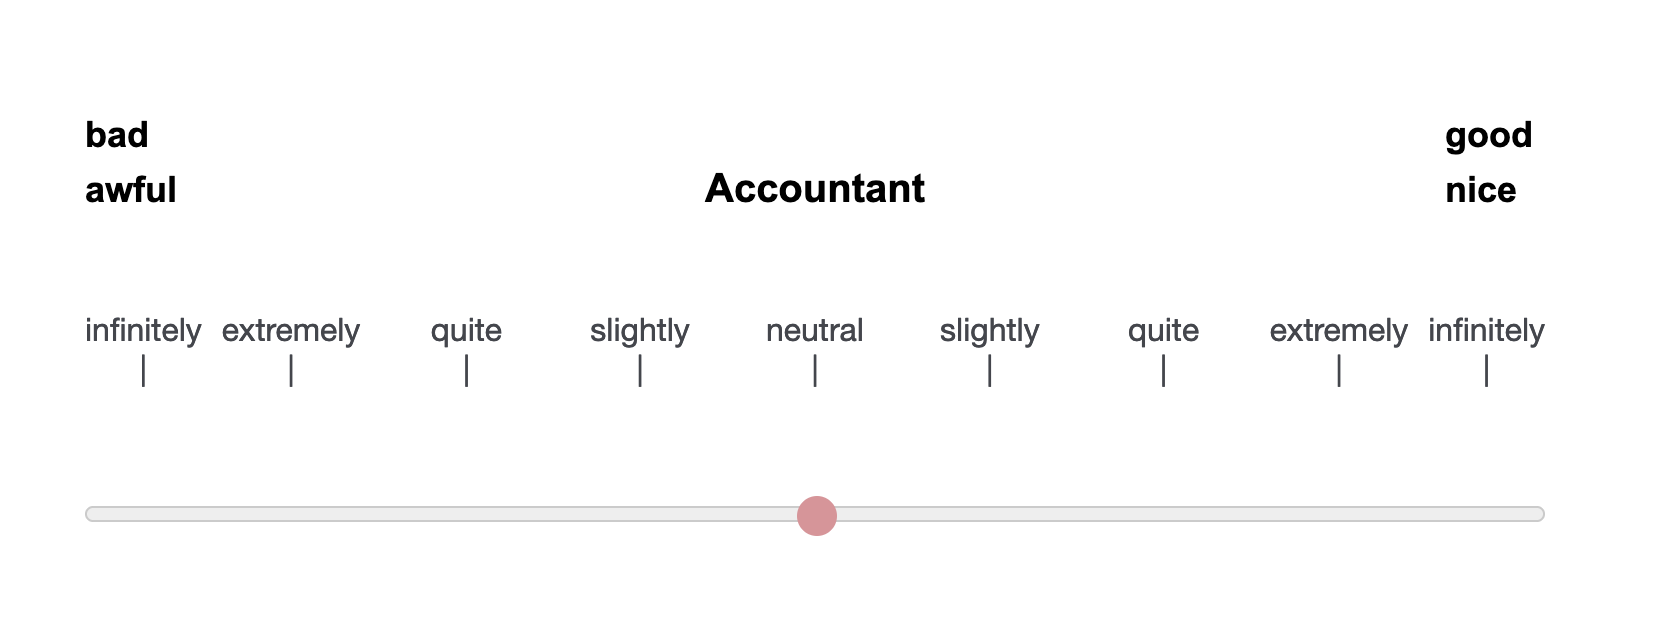 bad good
awful Accountant nice
infinitely extremely quite slightly neutral slightly quite extremely infinitely